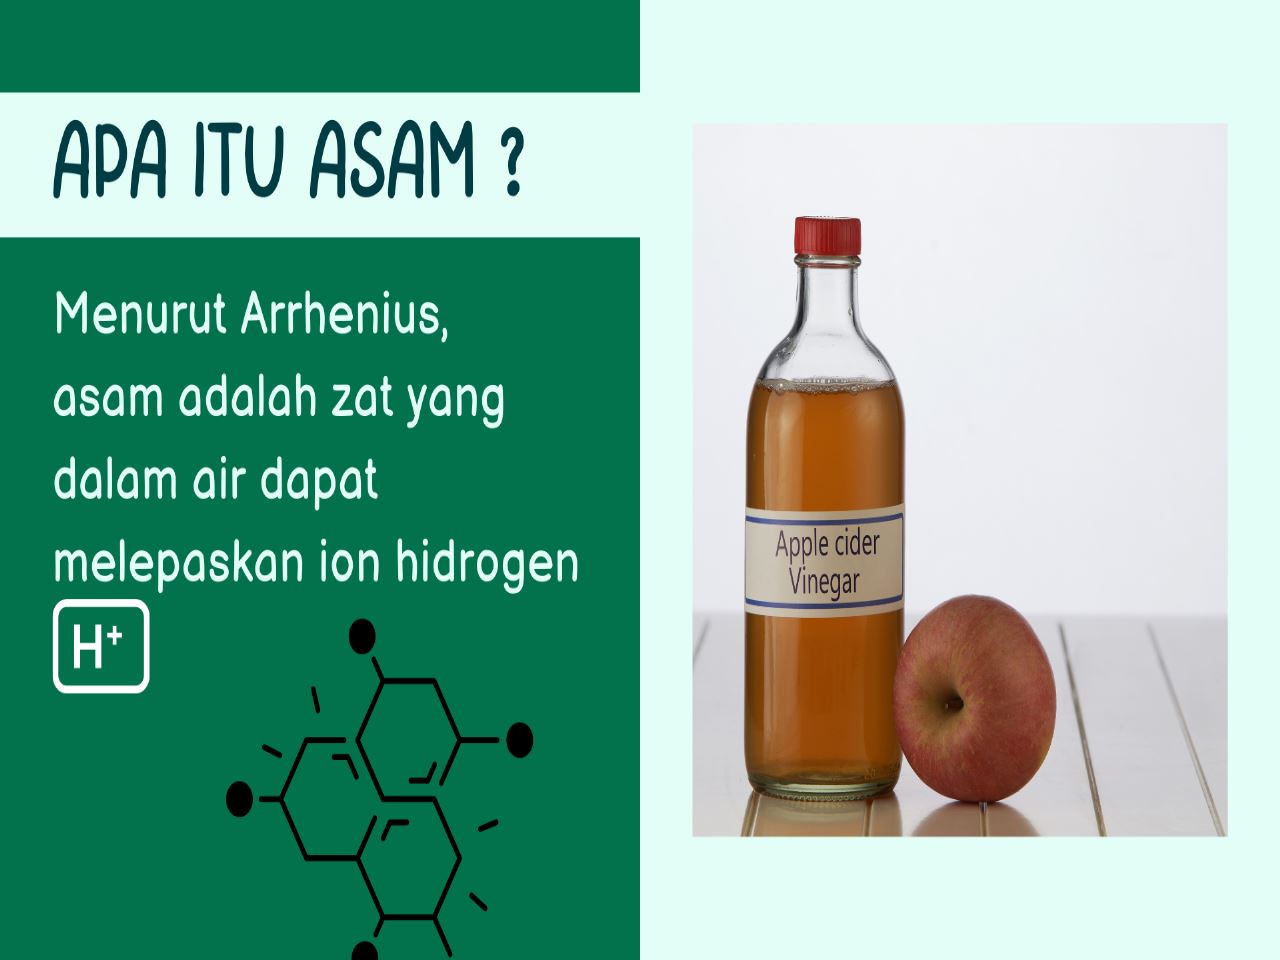 APA ITU ASAM ?
Menurut Arrhenius,
asam adalah zat yang
dalam air dapat
melepaskan ion hidrogen
H⁺
Apple cider
Vinegar